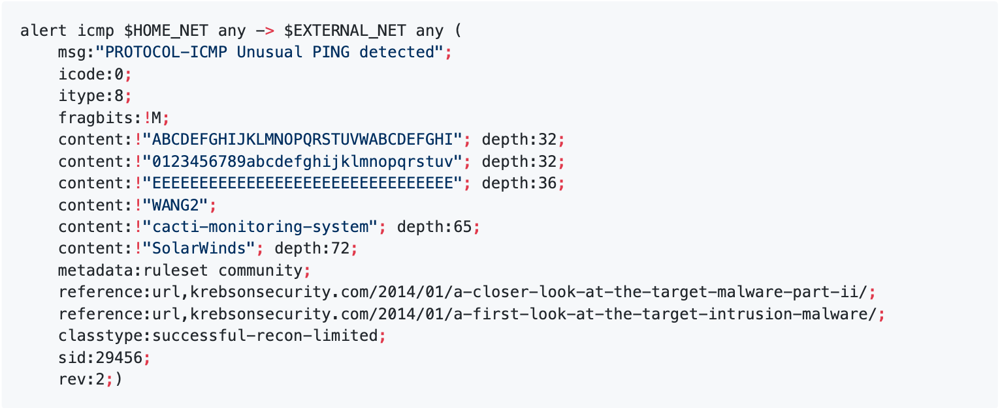 alert icmp $HOME_NET any -> $EXTERNAL_NET any (
msg:"PROTOCOL-ICMP Unusual PING detected";
icode:0;
itype:8;
fragbits:!M;
content:!"ABCDEFGHIJKLMNOPQRSTUVWABCDEFGHI"; depth:32;
content:!"0123456789abcdefghijklmnopqrstuv"; depth:32;
content:!"EEEEEEEEEEEEEEEEEEEEEEEEEEEEEEEE"; depth:36;
content:!"WANG2";
content:!"cacti-monitoring-system"; depth:65;
content:!"SolarWinds"; depth:72;
metadata:ruleset community;
reference:url,krebsonsecurity.com/2014/01/a-closer-look-at-the-target-malware-part-ii/;
reference:url,krebsonsecurity.com/2014/01/a-first-look-at-the-target-intrusion-malware/;
classtype:successful-recon-limited;
sid:29456;
rev:2;)